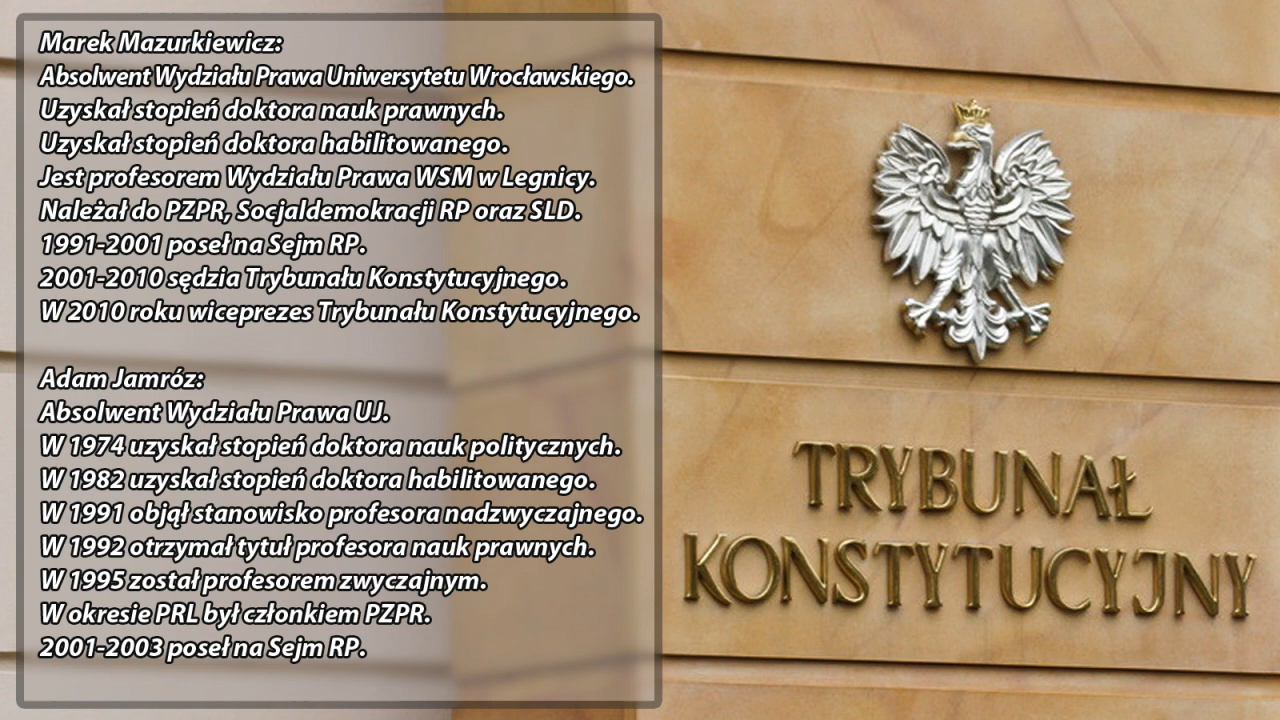 Marek Mazurkiewicz:
Absolwent Wydziału Prawa Uniwersytetu Wrocławskiego.
Uzyskał stopień doktora nauk prawnych.
Uzyskał stopień doktora habilitowanego.
Jest profesorem Wydziału Prawa WSM w Legnicy.
Należał do PZPR, Socjaldemokracji RP oraz SLD.
1991-2001 poseł na Sejm RP.
2001-2010 sędzia Trybunału Konstytucyjnego.
W 2010 roku wiceprezes Trybunału Konstytucyjnego.
Adam Jamróz:
Absolwent Wydziału Prawa UJ.
W 1974 uzyskał stopień doktora nauk politycznych.
W 1982 uzyskał stopień doktora habilitowanego.
W 1991 objął stanowisko profesora nadzwyczajnego.
W 1992 otrzymał tytuł profesora nauk prawnych.
W 1995 został profesorem zwyczajnym.
W okresie PRL był członkiem PZPR.
2001-2003 poseł na Sejm RP.
TRYBUNAŁ
KONSTYTUCYJNY